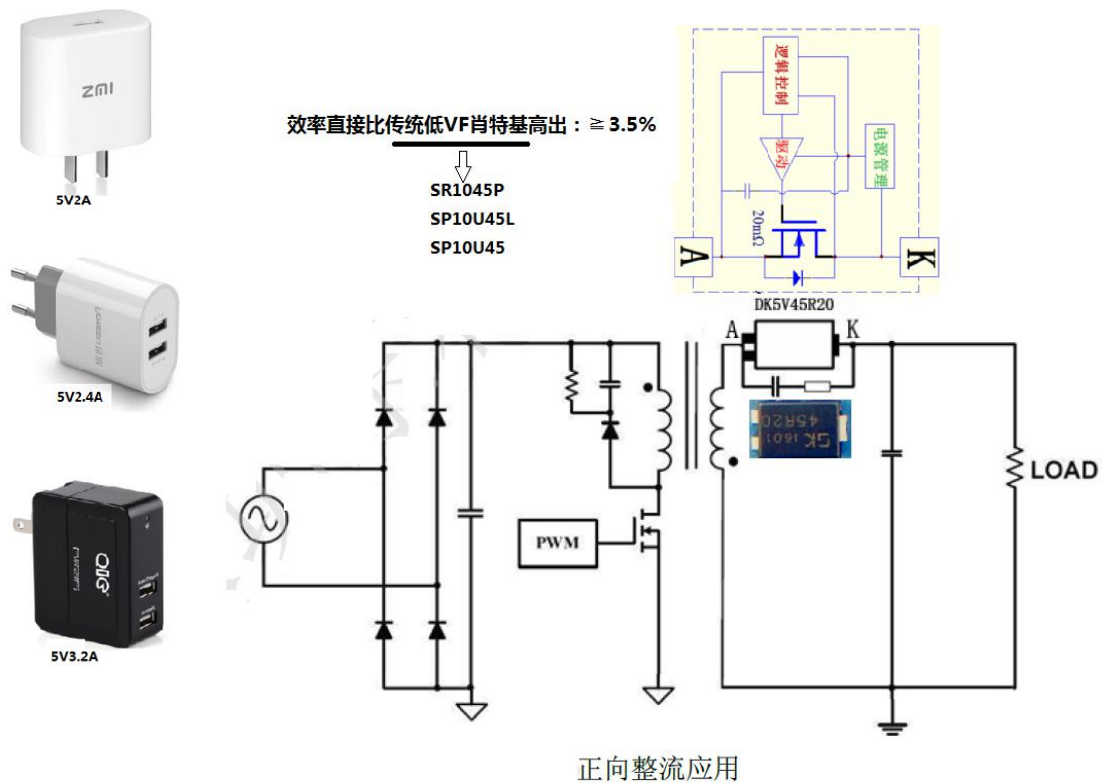 ZMI
5V2A
效率直接比传统低VF肖特基高出：≧3.5%
SR1045P
SP10U45L
SP10U45
逻辑控制
驱动
电源管理
20mΩ
A
K
DK5V45R20
A
K
UGREEN
5V2.4A
GK 1601
45R20
LOAD
PWM
5V3.2A
正向整流应用